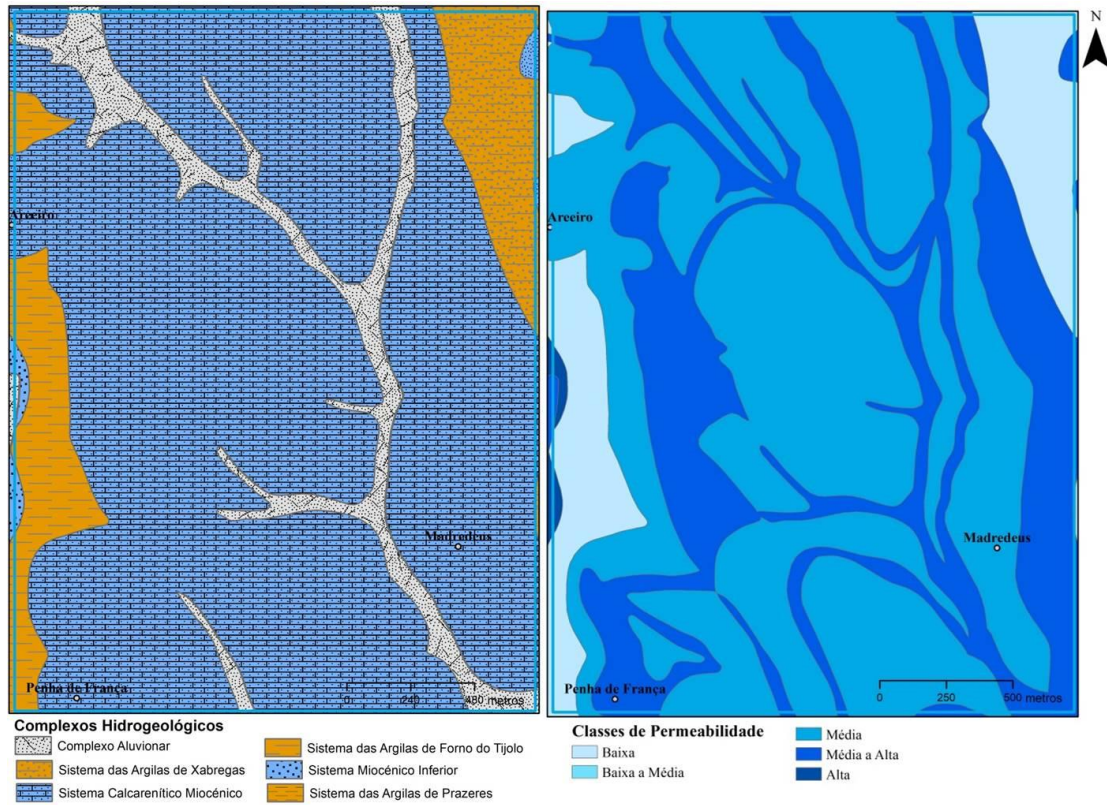 N
Areeiro
Areeiro
Madredeus
Madredeus
Penha de França
0 240 480 metros
Penha de França
0 250 500 metros
Complexos Hidrogeológicos
Complexo Aluvionar
Sistema das Argilas de Xabregas
Sistema Calcarenítico Miocénico
Sistema das Argilas de Forno do Tijolo
Sistema Miocénico Inferior
Sistema das Argilas de Prazeres
Classes de Permeabilidade
Baixa
Baixa a Média
Média
Média a Alta
Alta